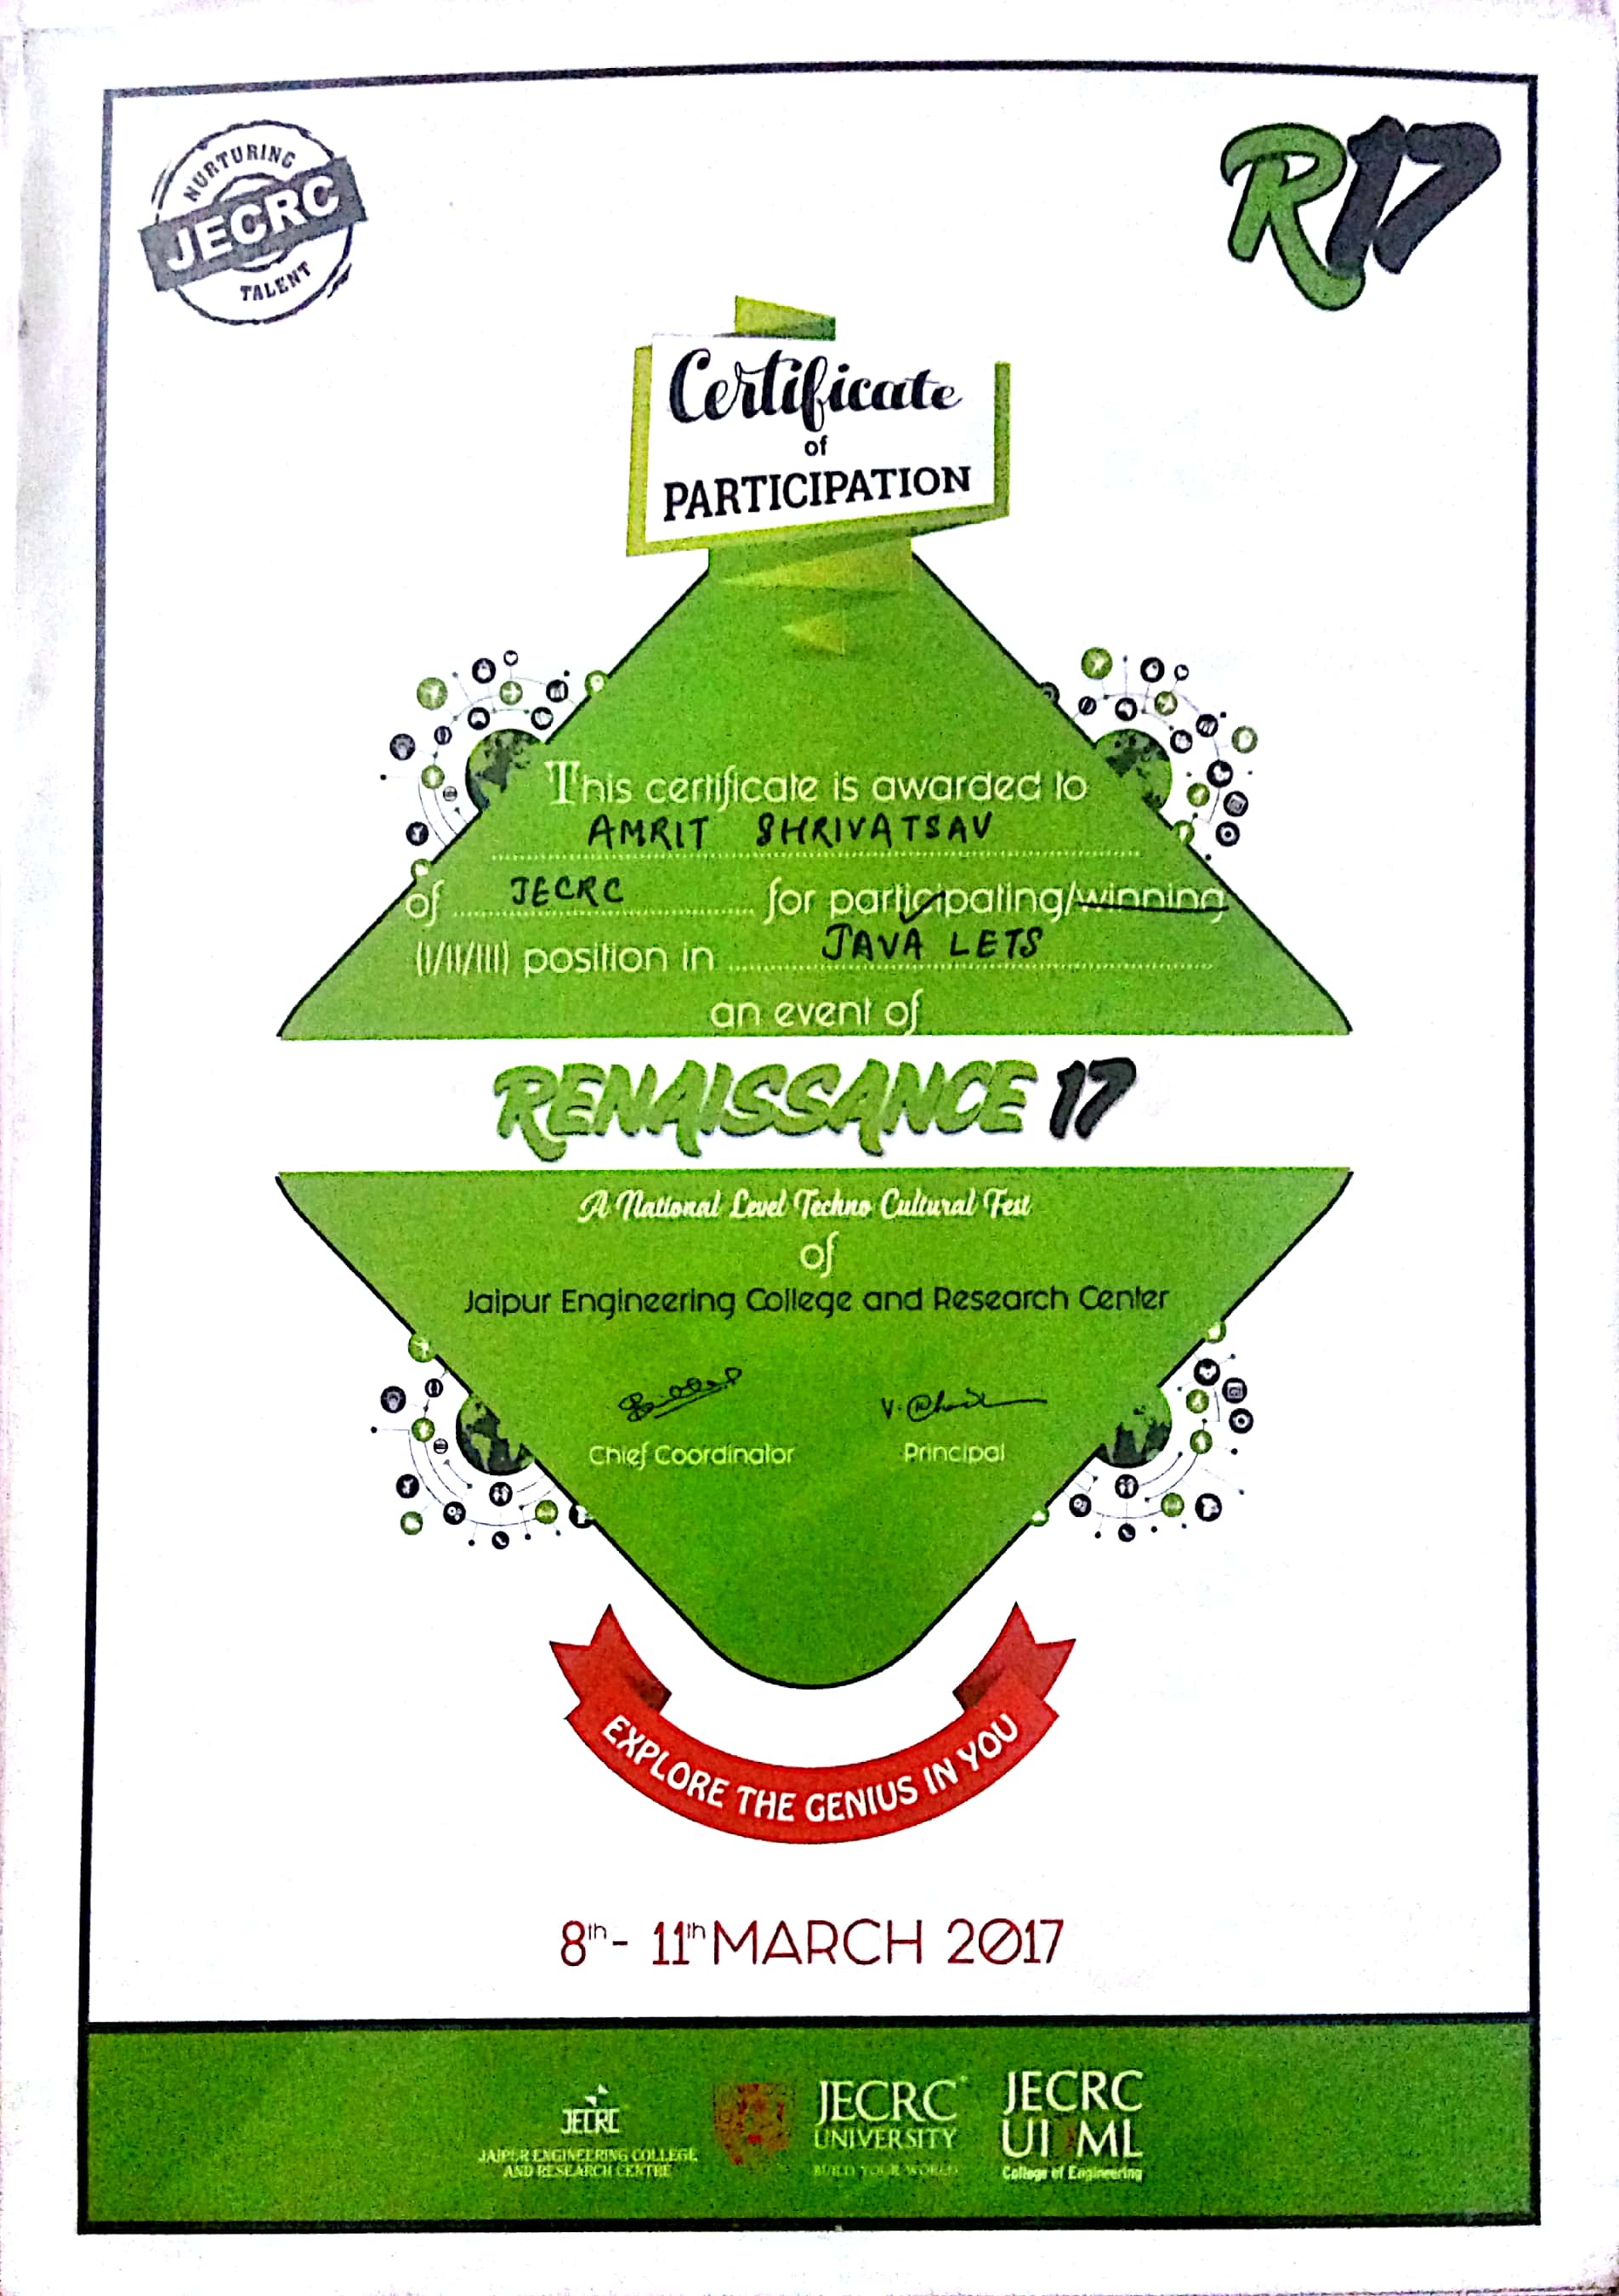 NURTURING
JECRC
TALENT
R17
Certificate
of
PARTICIPATION
This certificate is awarded to
AMRIT SHRIVATSAV
of JECRC for participating/winning
(I/II/III) position in JAVA LETS
an event of
RENAISSANCE 17
A National Level Techno Cultural Fest
of
Jaipur Engineering College and Research Center
Chief Coordinator Principal
EXPLORE THE GENIUS IN YOU
8th - 11th MARCH 2017
JECRC
JAIPUR ENGINEERING COLLEGE
AND RESEARCH CENTRE
JECRC
UNIVERSITY
BUILD YOUR WORLD
JECRC
UDML
College of Engineering